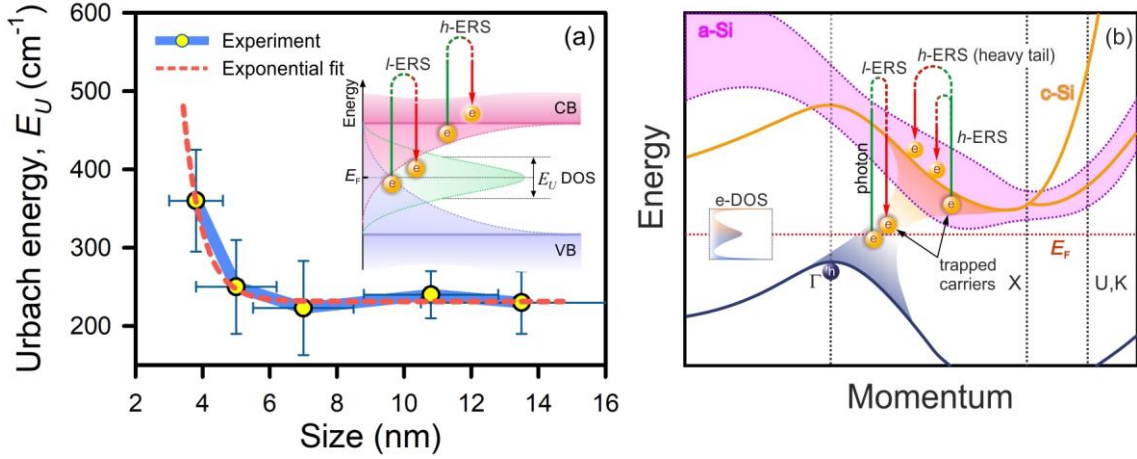 (a)
Experiment
Exponential fit
Urbach energy, E_U (cm⁻¹)
600
500
400
300
200
2 4 6 8 10 12 14 16
Size (nm)
h-ERS
l-ERS
Energy
CB
e
e
e
e
E_F
E_U DOS
VB
(b)
a-Si
h-ERS (heavy tail)
l-ERS
c-Si
h-ERS
photon
e
e
e
e
e
e-DOS
E_F
trapped
carriers
Γ
h
X
U,K
Energy
Momentum